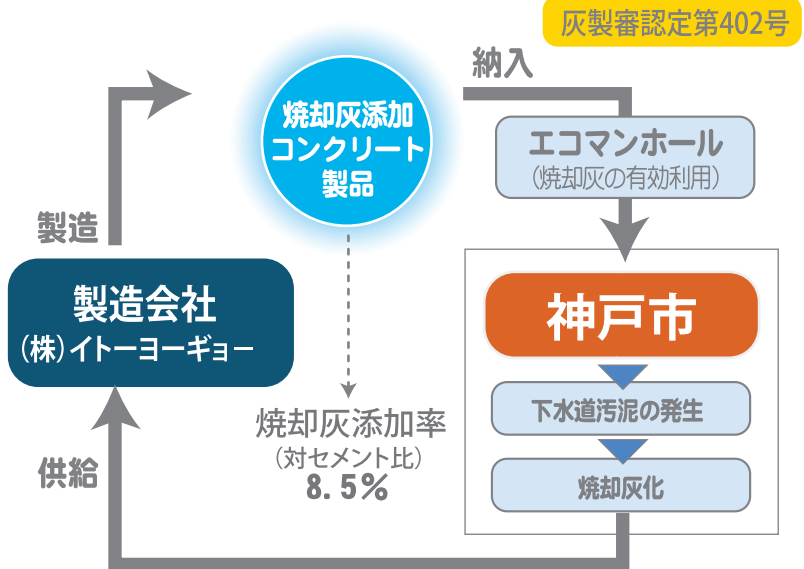 灰製審認定第402号
納入
焼却灰添加
コンクリート
製品
エコマンホール
(焼却灰の有効利用)
製造
製造会社
(株)イトーヨーギョー
神戸市
下水道汚泥の発生
焼却灰化
焼却灰添加率
(対セメント比)
8.5%
供給